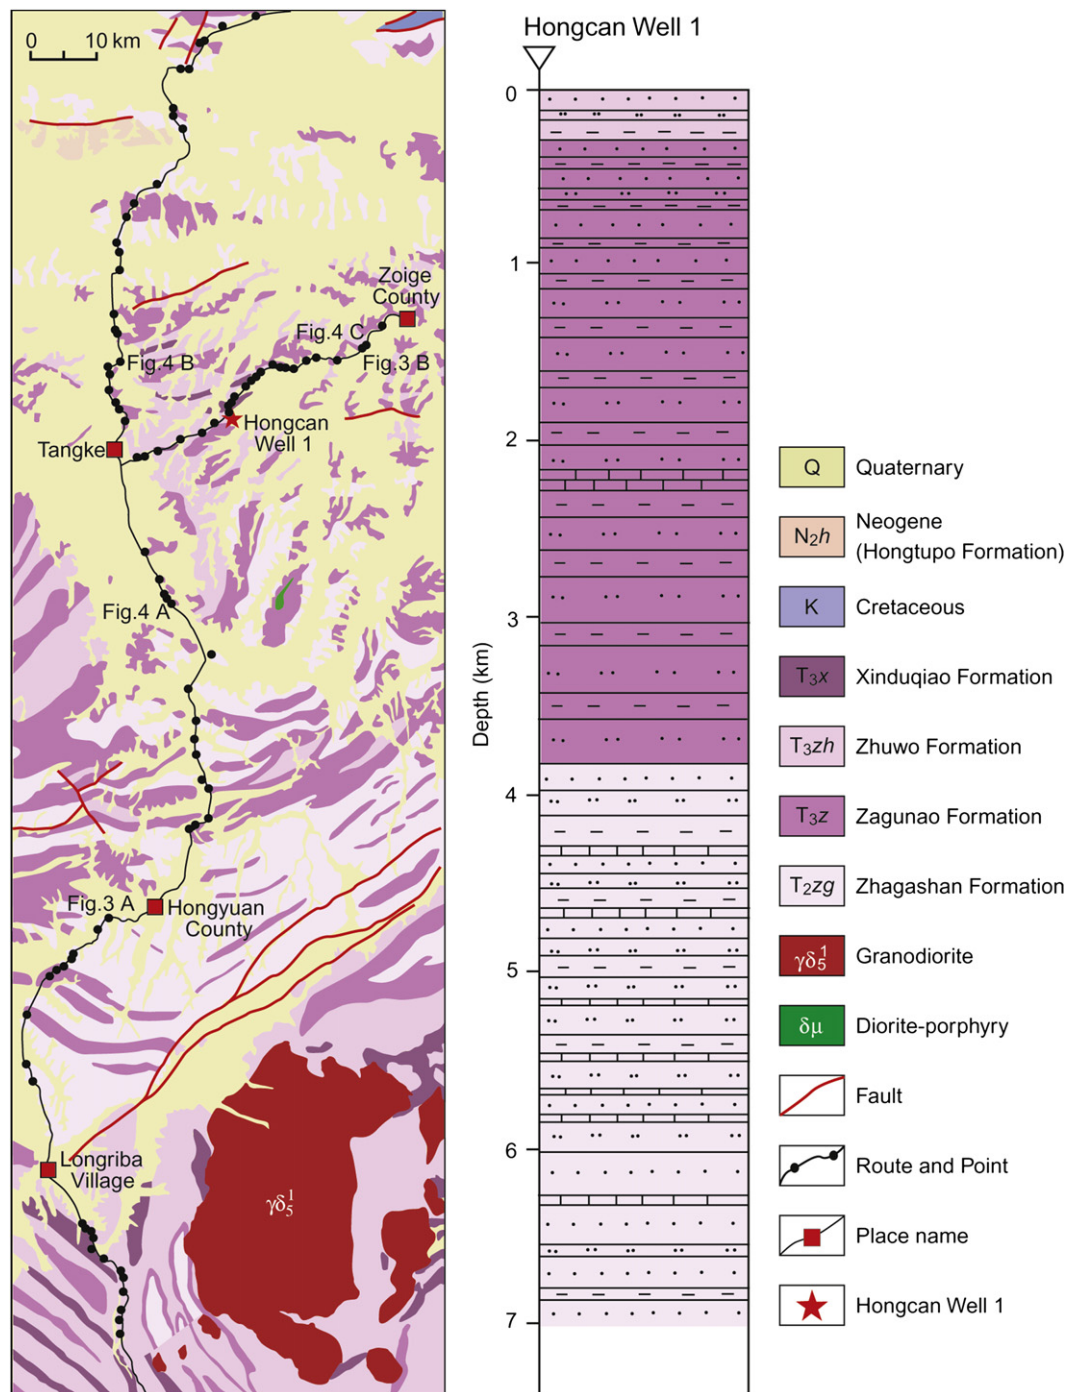 0 10 km
Zoige
County
Fig.4 C
Fig.4 B
Fig.3 B
Hongcan
Well 1
Tangke
Fig.4 A
Fig.3 A
Hongyuan
County
Longriba
Village
γδ₅¹
Hongcan Well 1
Depth (km)
0
1
2
3
4
5
6
7
Q Quaternary
N₂h Neogene
(Hongtupo Formation)
K Cretaceous
T₃x Xinduqiao Formation
T₃zh Zhuwo Formation
T₃z Zagunao Formation
T₂zg Zhagashan Formation
γδ₅¹ Granodiorite
δμ Diorite-porphyry
Fault
Route and Point
Place name
Hongcan Well 1